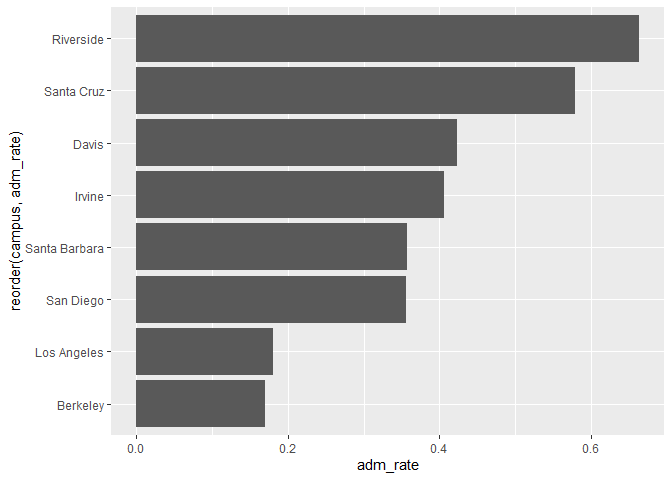 Riverside
Santa Cruz
Davis
Irvine
Santa Barbara
San Diego
Los Angeles
Berkeley
reorder(campus, adm_rate)
0.0
0.2
0.4
0.6
adm_rate